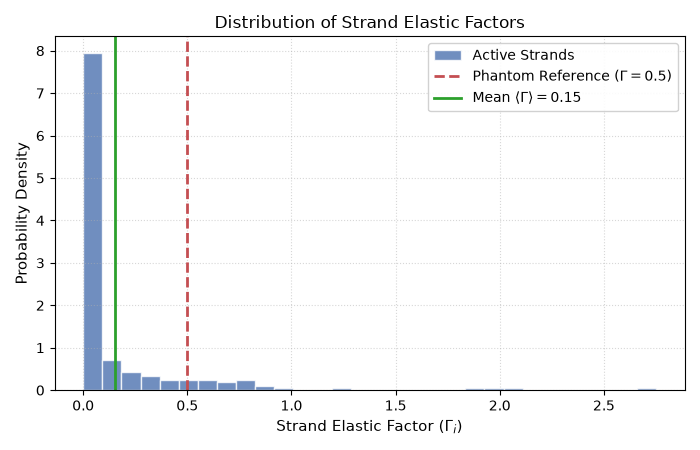 Distribution of Strand Elastic Factors
Active Strands
Phantom Reference (Γ = 0.5)
Mean ⟨Γ⟩ = 0.15
Probability Density
8
7
6
5
4
3
2
1
0
0.0 0.5 1.0 1.5 2.0 2.5
Strand Elastic Factor (Γᵢ)